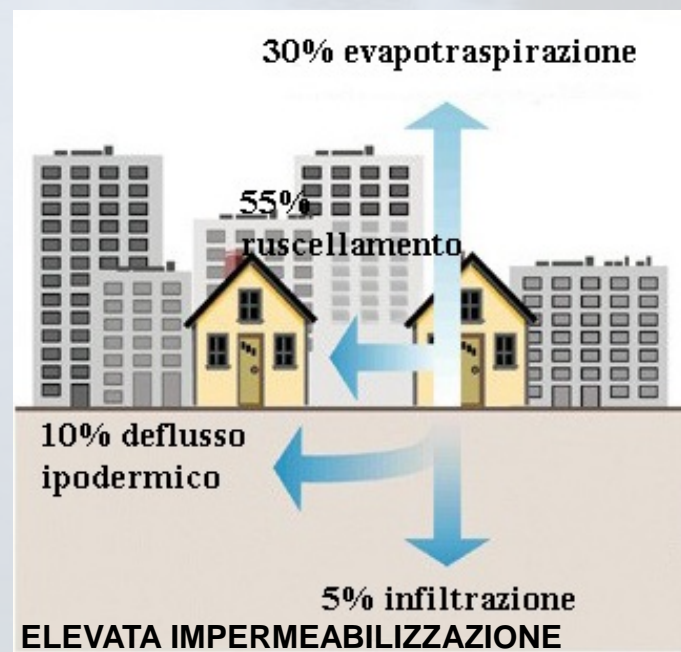 30% evapotraspirazione
55%
ruscellamento
10% deflusso
ipodermico
5% infiltrazione
ELEVATA IMPERMEABILIZZAZIONE